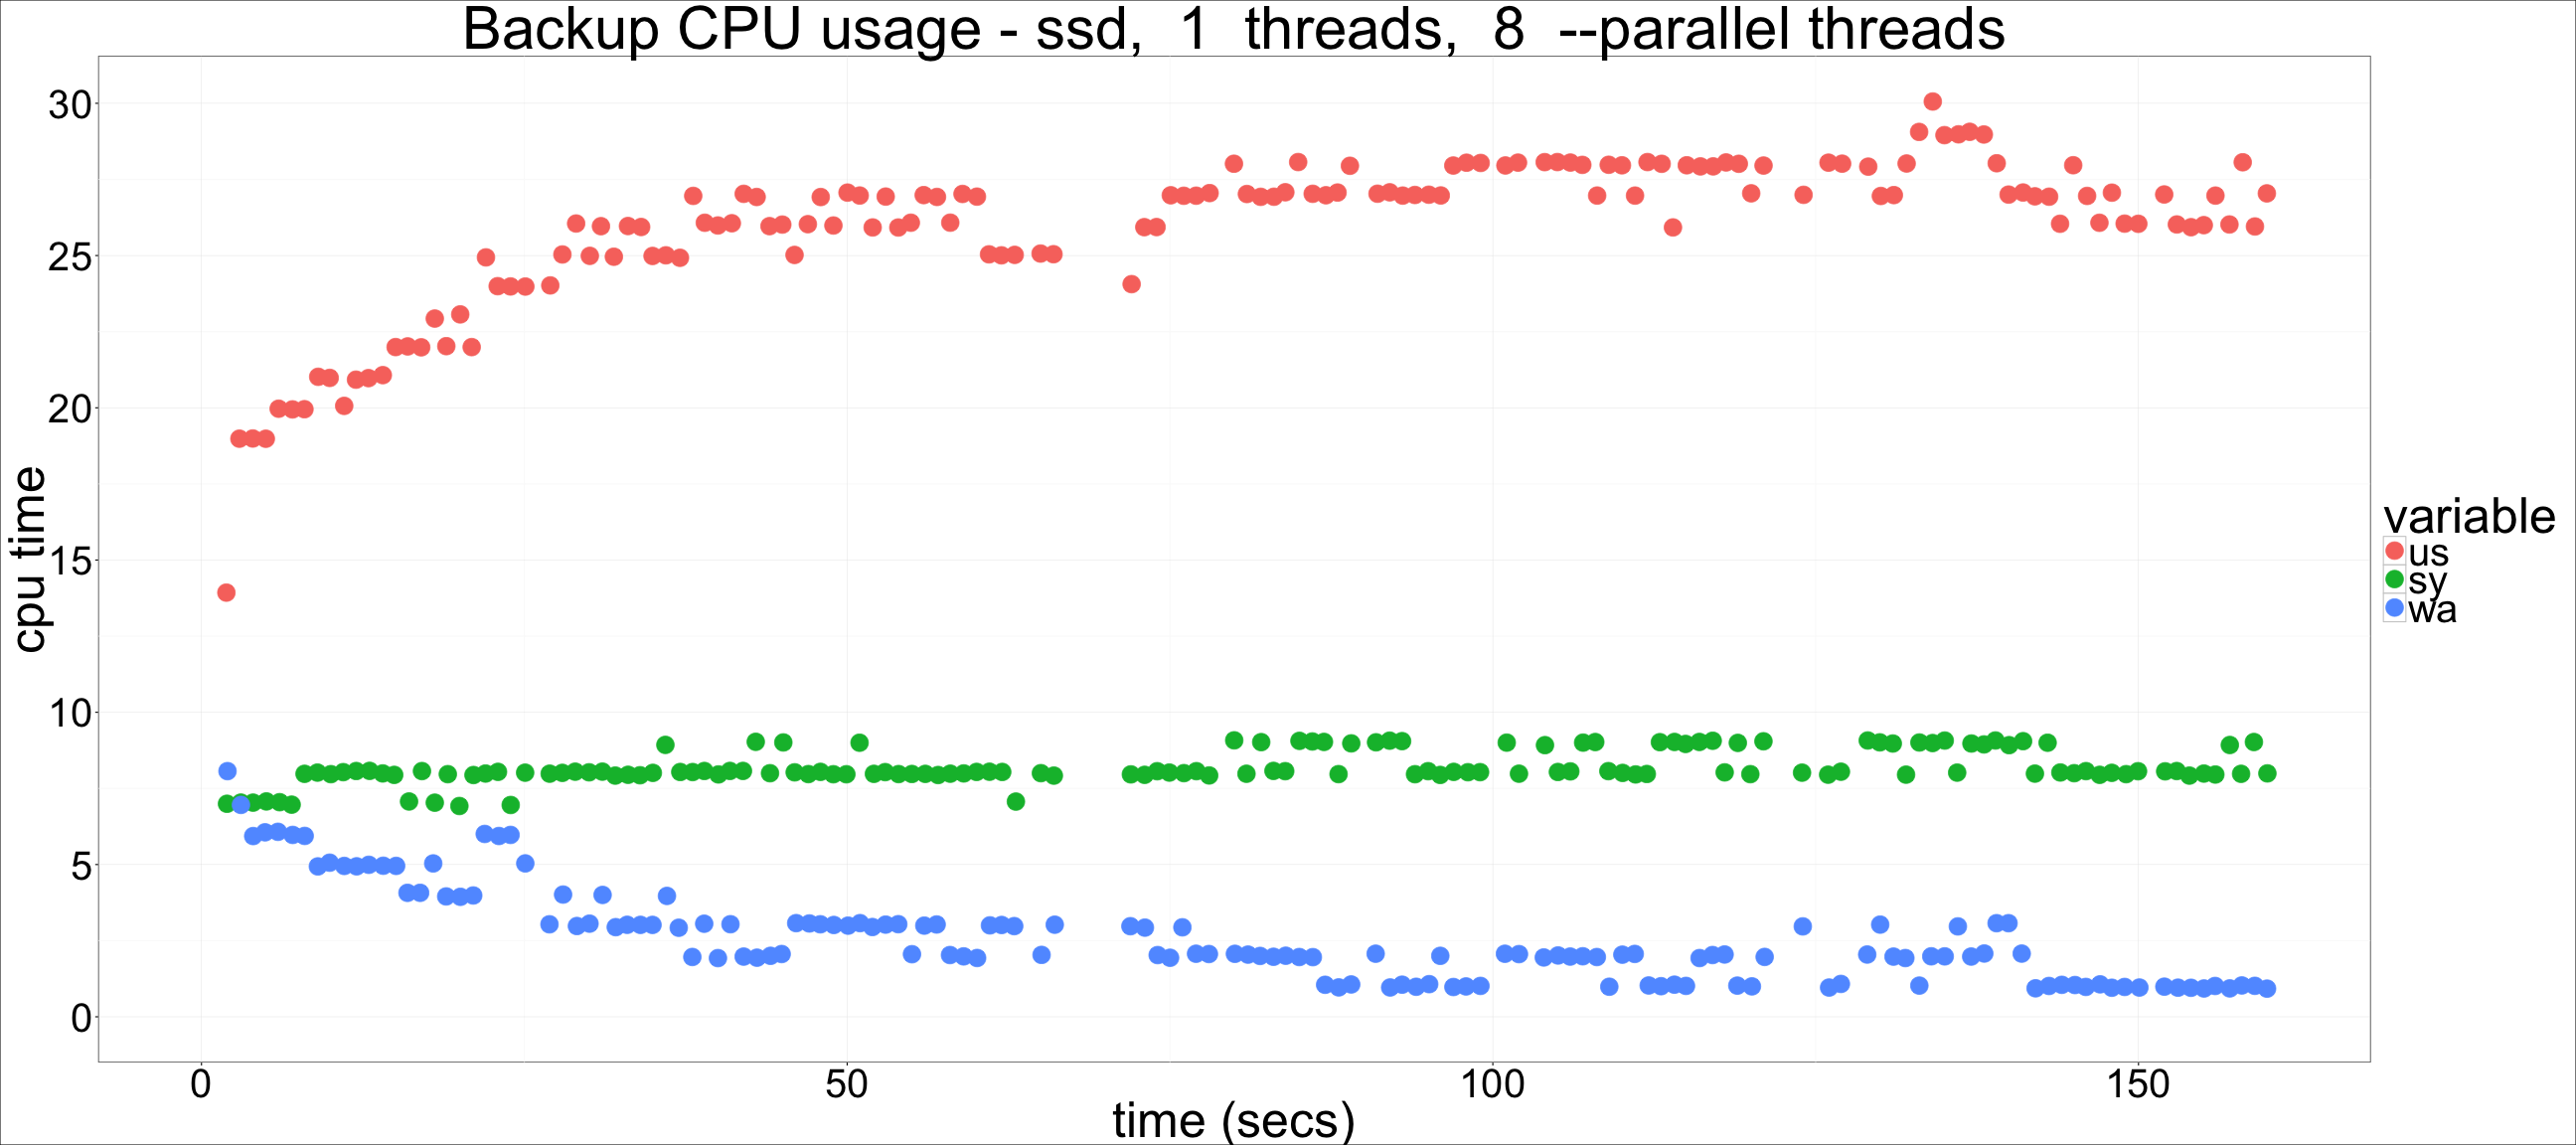 Backup CPU usage - ssd,  1  threads,  8  --parallel threads
30
25
20
15
10
5
0
cpu time
0 50 100 150
time (secs)
variable
us
sy
wa